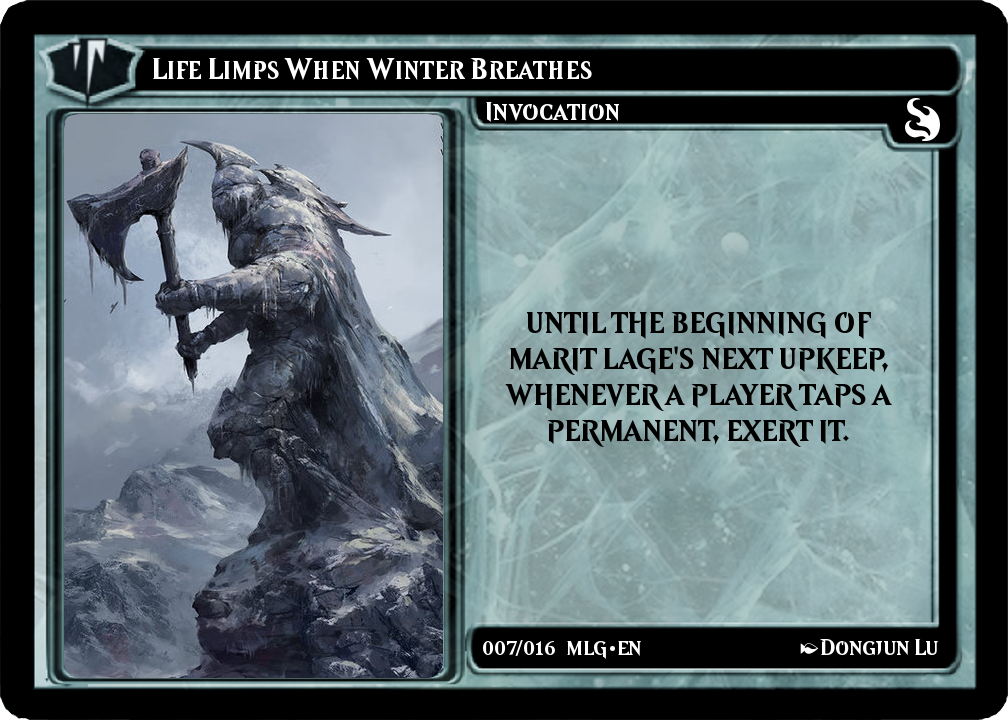 Life Limps When Winter Breathes
Invocation
UNTIL THE BEGINNING OF
MARIT LAGE'S NEXT UPKEEP,
WHENEVER A PLAYER TAPS A
PERMANENT, EXERT IT.
007/016 MLG•EN
Dongjun Lu